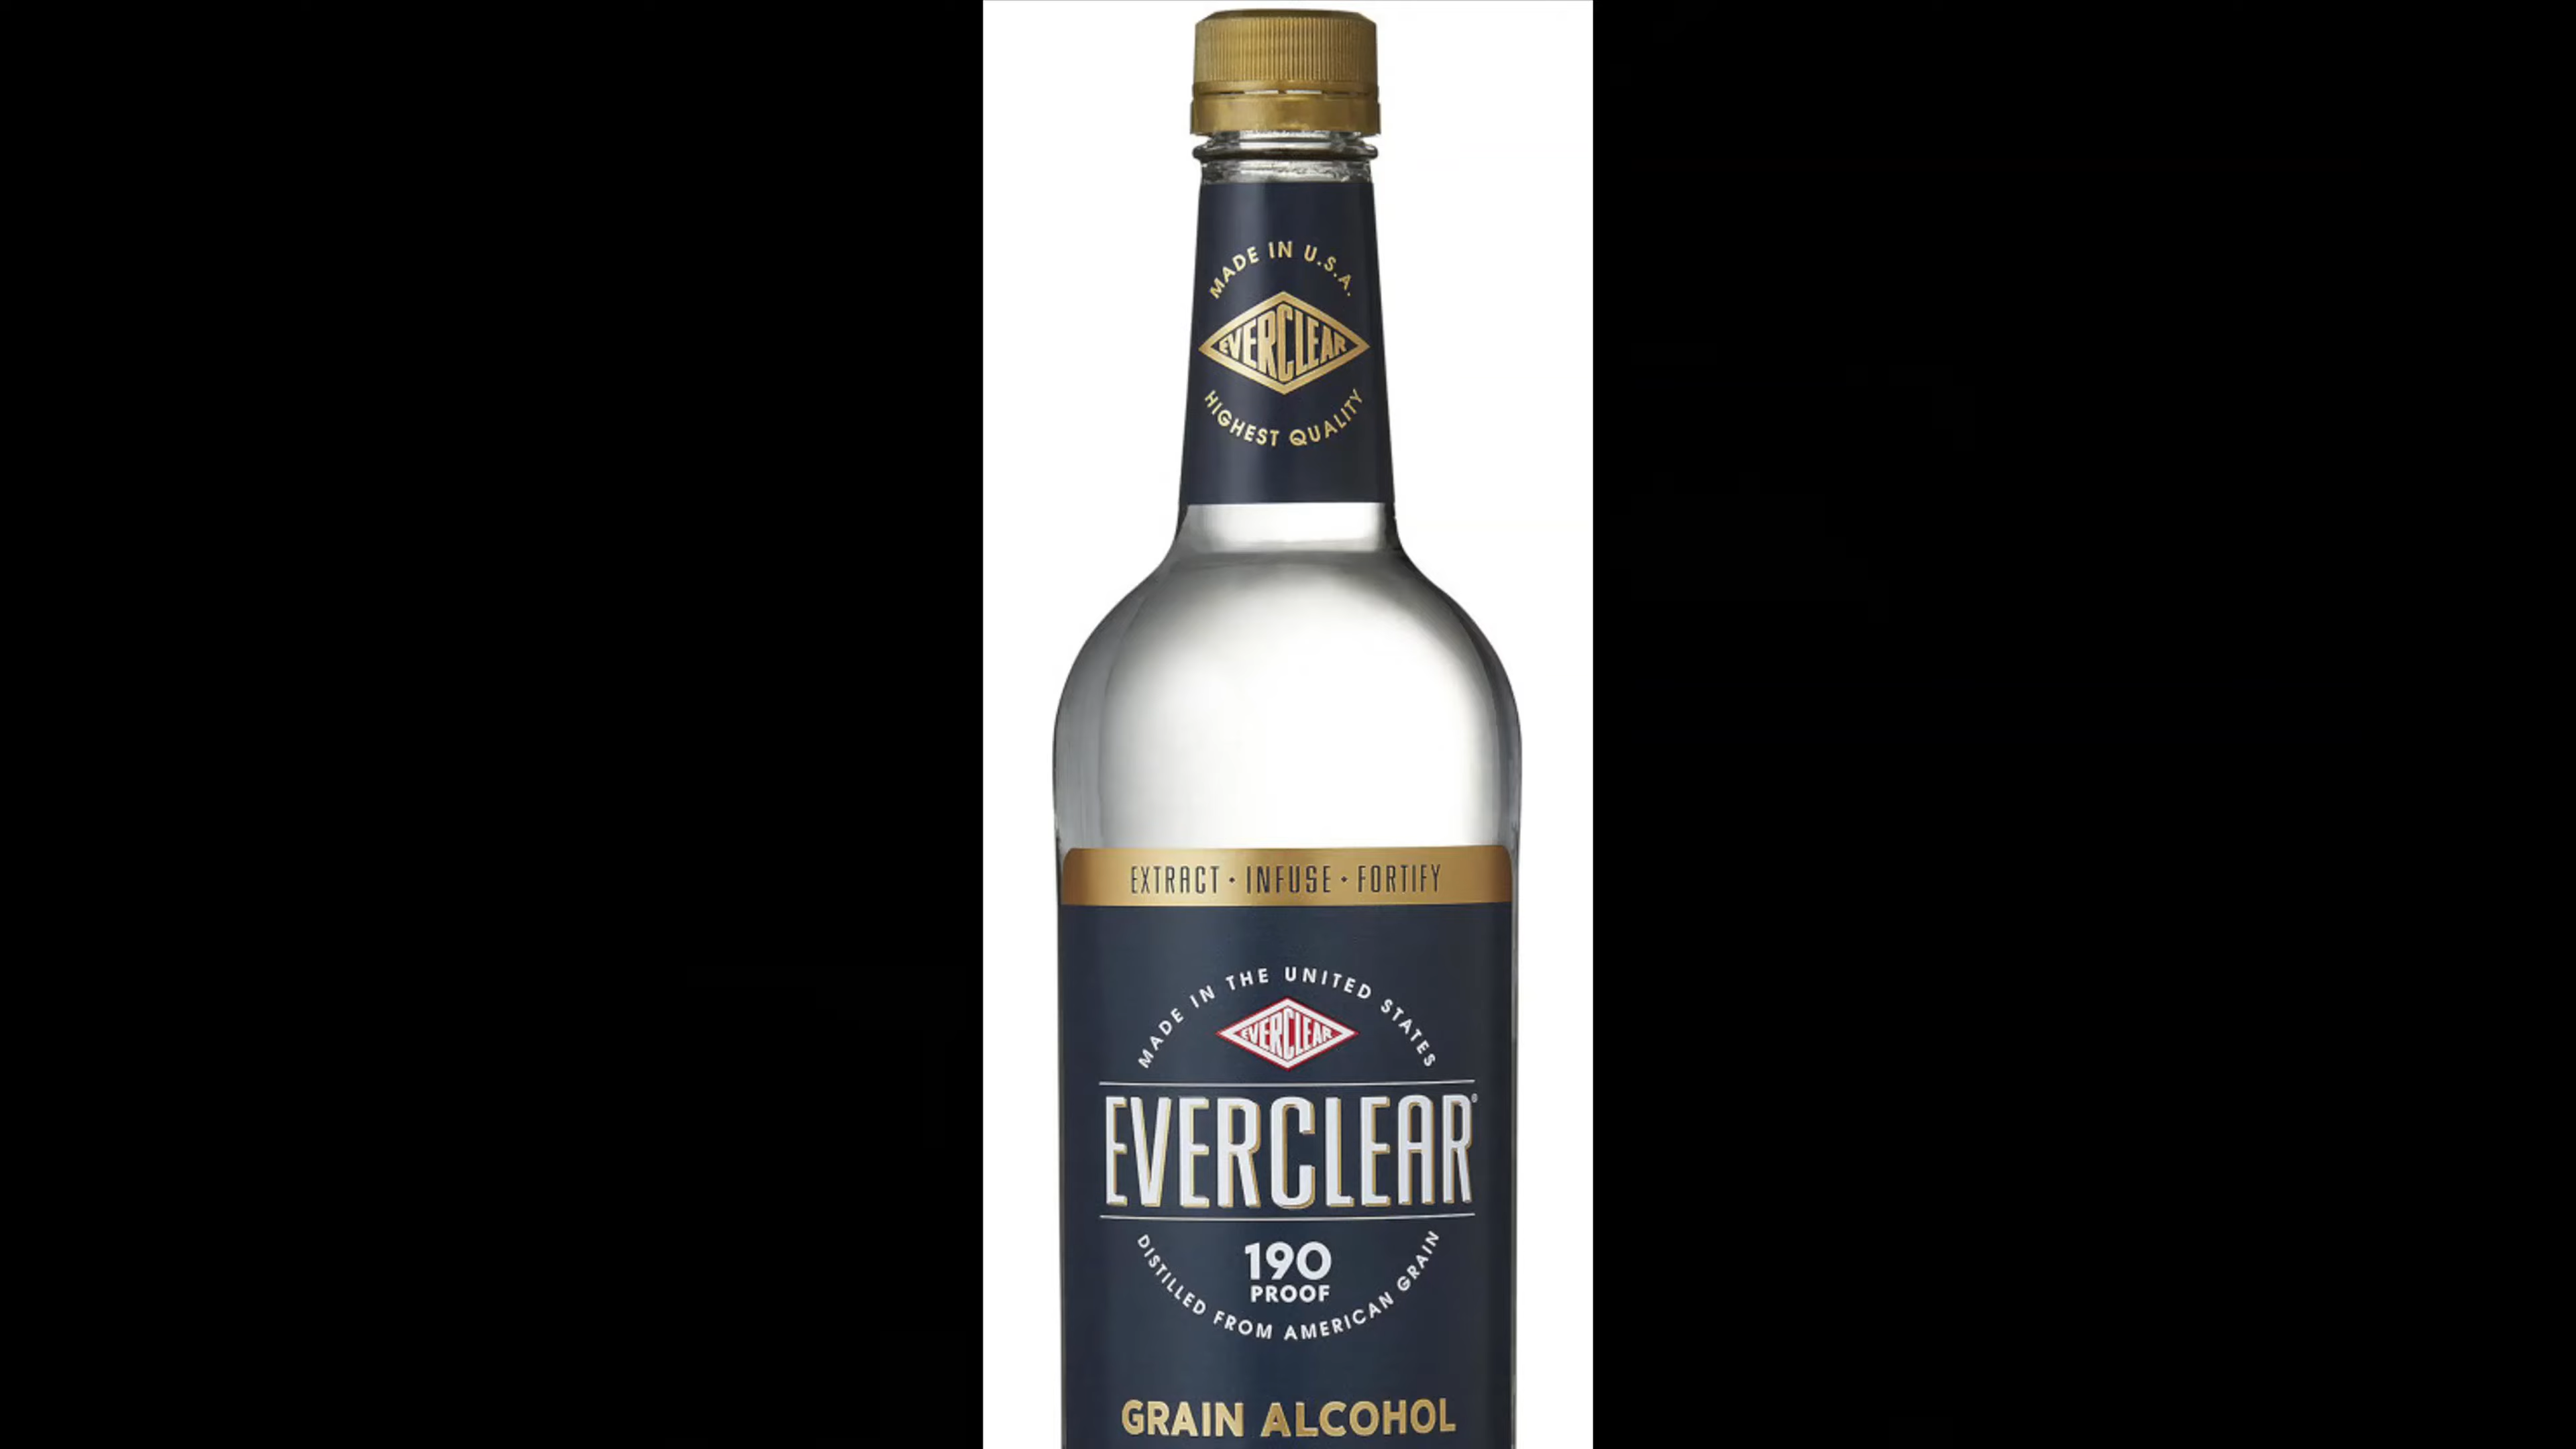 MADE IN U.S.A.
EVERCLEAR
HIGHEST QUALITY
EXTRACT • INFUSE • FORTIFY
MADE IN THE UNITED STATES
EVERCLEAR
EVERCLEAR®
190
PROOF
DISTILLED FROM AMERICAN GRAIN
GRAIN ALCOHOL